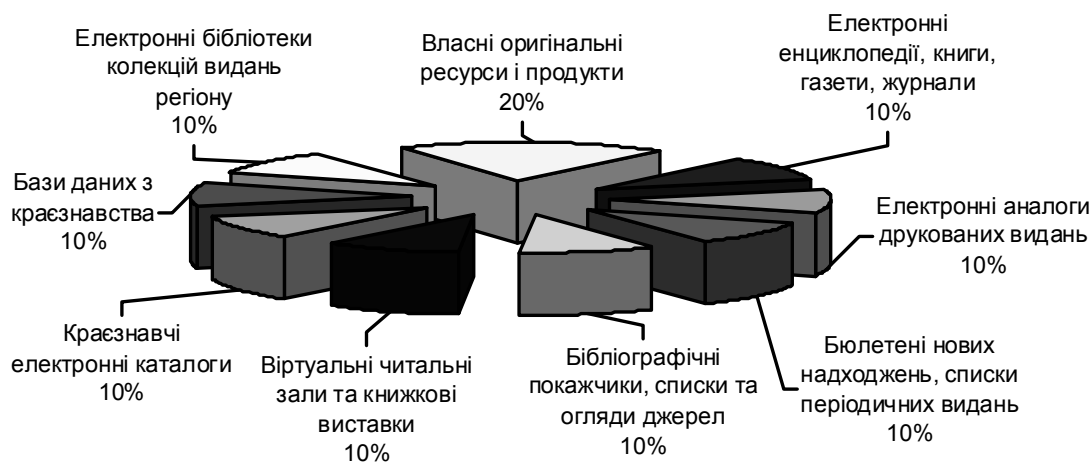 Електронні бібліотеки
колекцій видань
регіону
10%
Власні оригінальні
ресурси і продукти
20%
Електронні
енциклопедії, книги,
газети, журнали
10%
Бази даних з
краєзнавства
10%
Електронні аналоги
друкованих видань
10%
Краєзнавчі
електронні каталоги
10%
Віртуальні читальні
зали та книжкові
виставки
10%
Бібліографічні
покажчики, списки та
огляди джерел
10%
Бюлетені нових
надходжень, списки
періодичних видань
10%